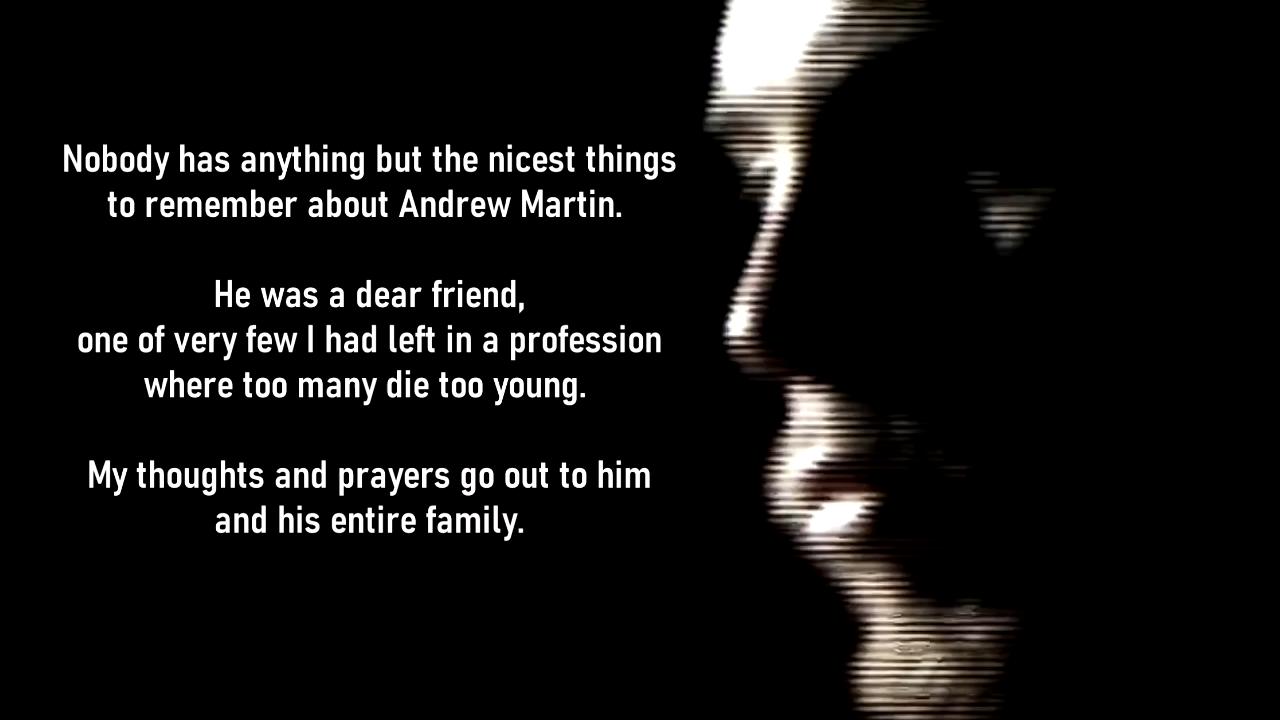 Nobody has anything but the nicest things
to remember about Andrew Martin.
He was a dear friend,
one of very few I had left in a profession
where too many die too young.
My thoughts and prayers go out to him
and his entire family.